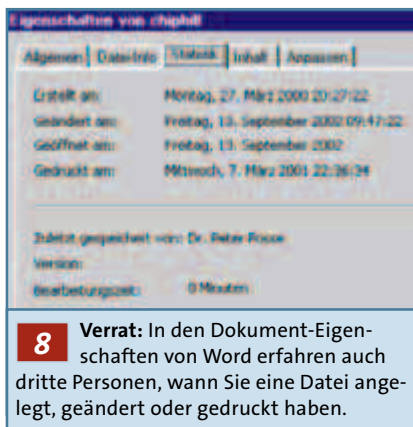 Eigenschaften von chiphill
Allgemein Datei-Info Statistik Inhalt Anpassen
Erstellt am: Montag, 27. März 2000 20:27:22
Geändert am: Freitag, 13. September 2002 09:47:22
Geöffnet am: Freitag, 13. September 2002
Gedruckt am: Mittwoch, 7. März 2001 22:36:34
Zuletzt gespeichert von: Dr. Peter
Version:
Bearbeitungszeit: 0 Minuten
8 Verrat: In den Dokument-Eigen-
schaften von Word erfahren auch
dritte Personen, wann Sie eine Datei ange-
legt, geändert oder gedruckt haben.